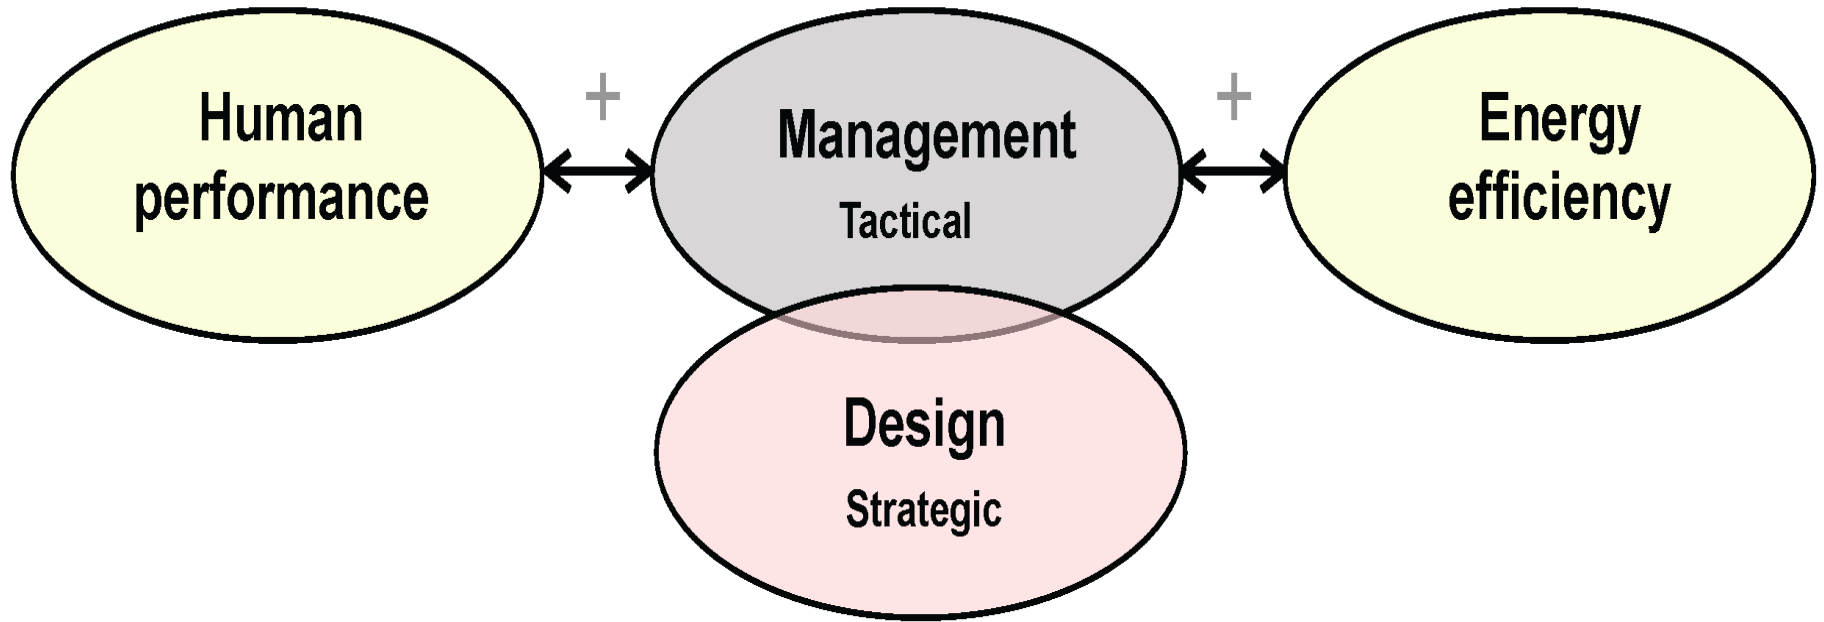 Human
performance
+
Management
Tactical
+
Energy
efficiency
Design
Strategic